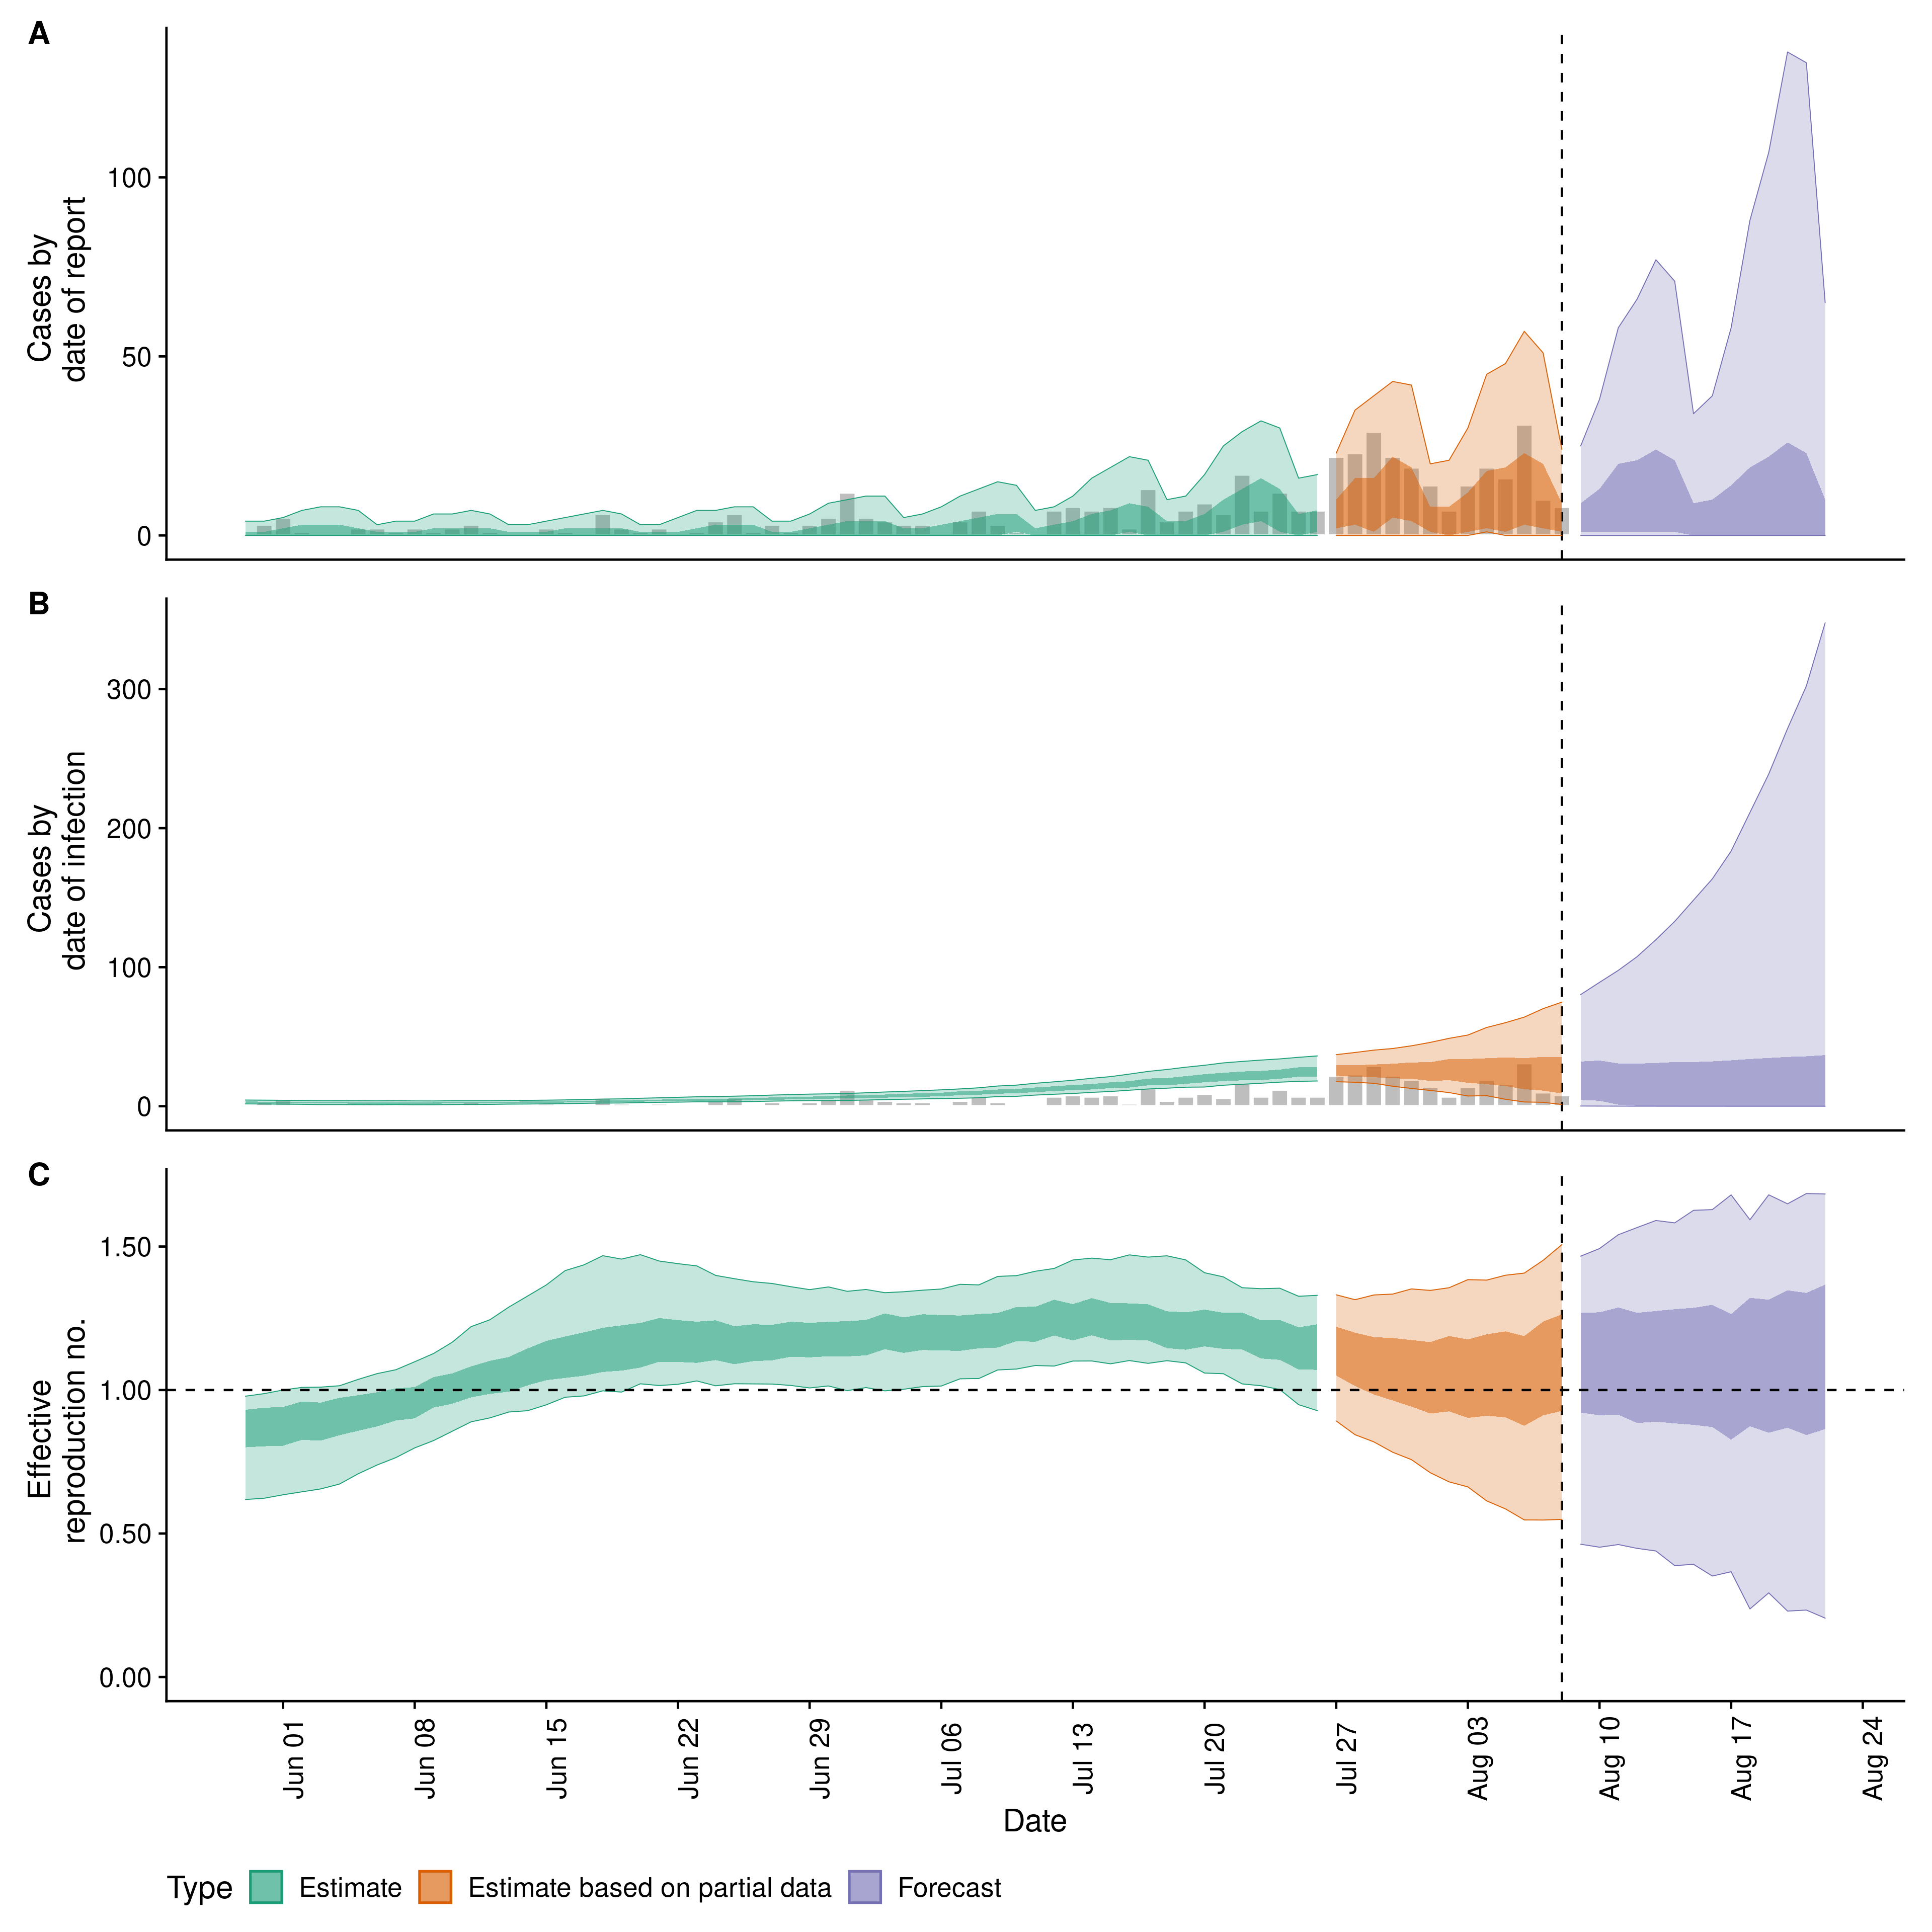 A
Cases by
date of report
100
50
0
B
Cases by
date of infection
300
200
100
0
C
Effective
reproduction no.
1.50
1.00
0.50
0.00
Jun 01
Jun 08
Jun 15
Jun 22
Jun 29
Jul 06
Jul 13
Jul 20
Jul 27
Aug 03
Aug 10
Aug 17
Aug 24
Date
Type Estimate Estimate based on partial data Forecast